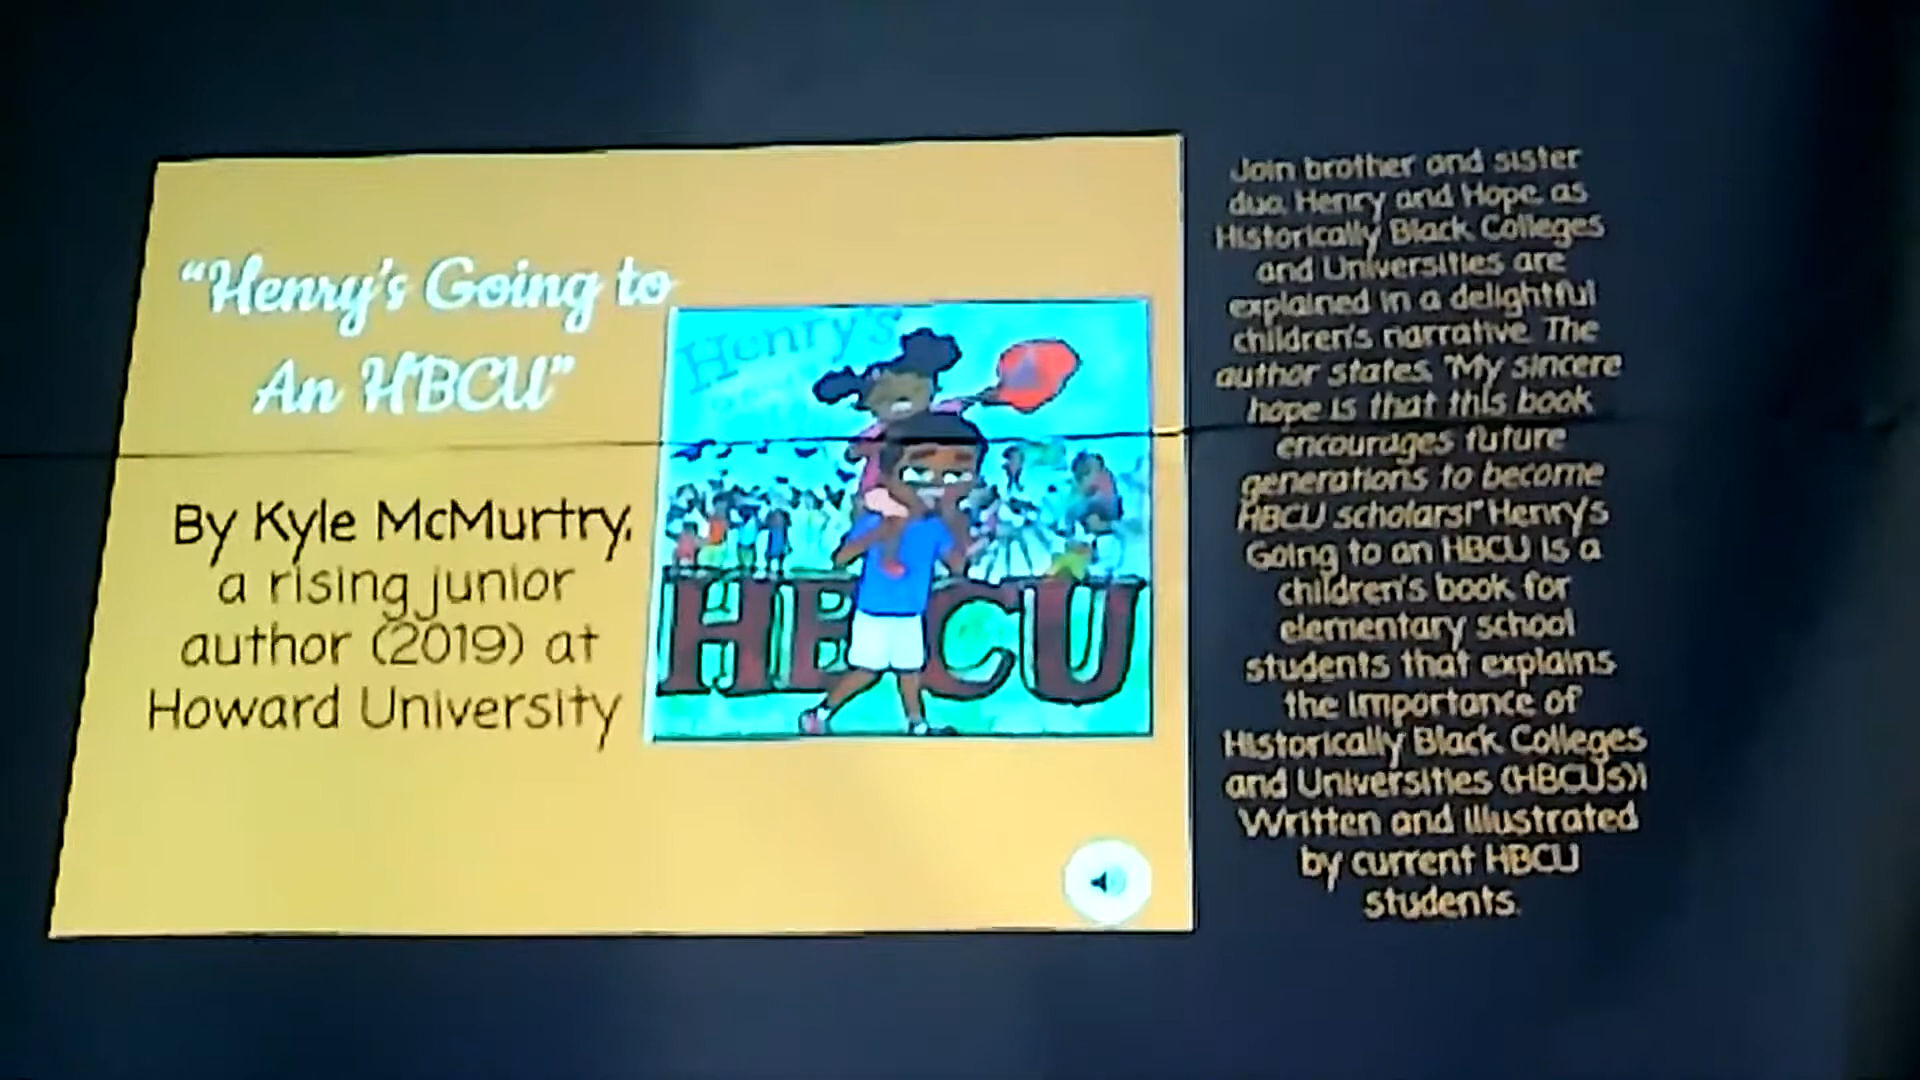 “Henry's Going to
An HBCU”
By Kyle McMurtry,
a rising junior
author (2019) at
Howard University
Henry's
HBCU
Join brother and sister
duo, Henry and Hope, as
Historically Black Colleges
and Universities are
explained in a delightful
children's narrative. The
author states, "My sincere
hope is that this book
encourages future
generations to become
HBCU scholars!" Henry's
Going to an HBCU is a
children's book for
elementary school
students that explains
the importance of
Historically Black Colleges
and Universities (HBCUs)!
Written and illustrated
by current HBCU
students.